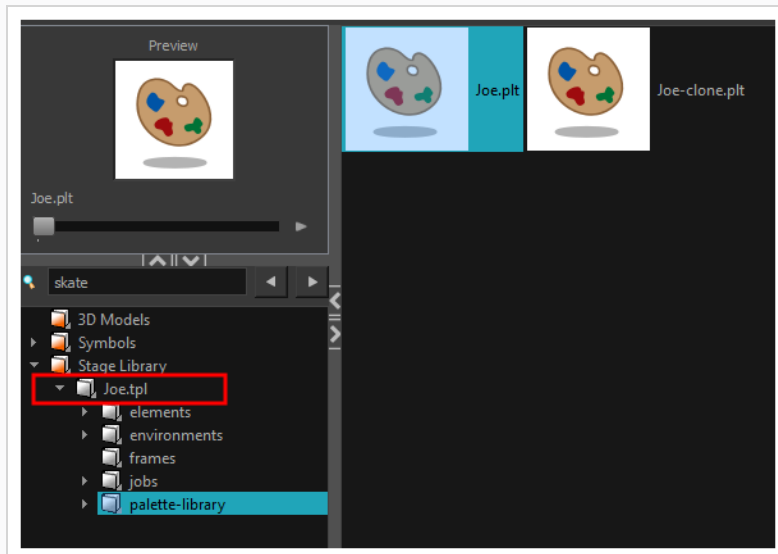 Preview
Joe.plt
Joe.plt
Joe-clone.plt
skate
3D Models
Symbols
Stage Library
Joe.tpl
elements
environments
frames
jobs
palette-library